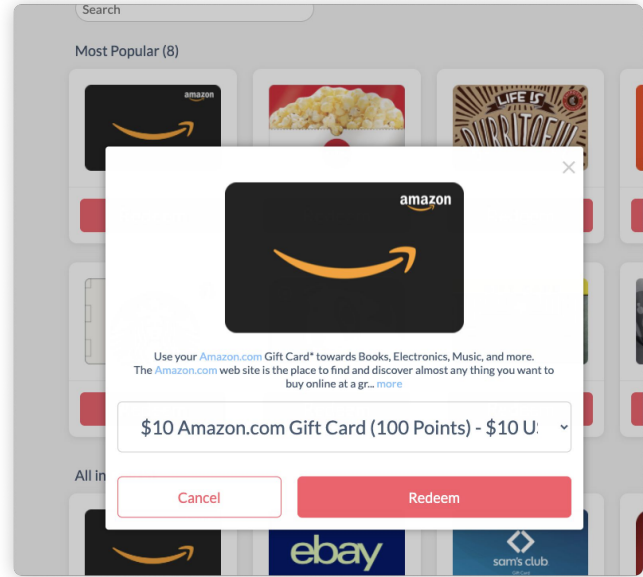 Search
Most Popular (8)
amazon
LIFE IS
BURRITOFUL
amazon
Use your Amazon.com Gift Card* towards Books, Electronics, Music, and more.
The Amazon.com web site is the place to find and discover almost any thing you want to
buy online at a gr... more
$10 Amazon.com Gift Card (100 Points) - $10 U
All in
Cancel
Redeem
ebay
sam's club
Gift Card